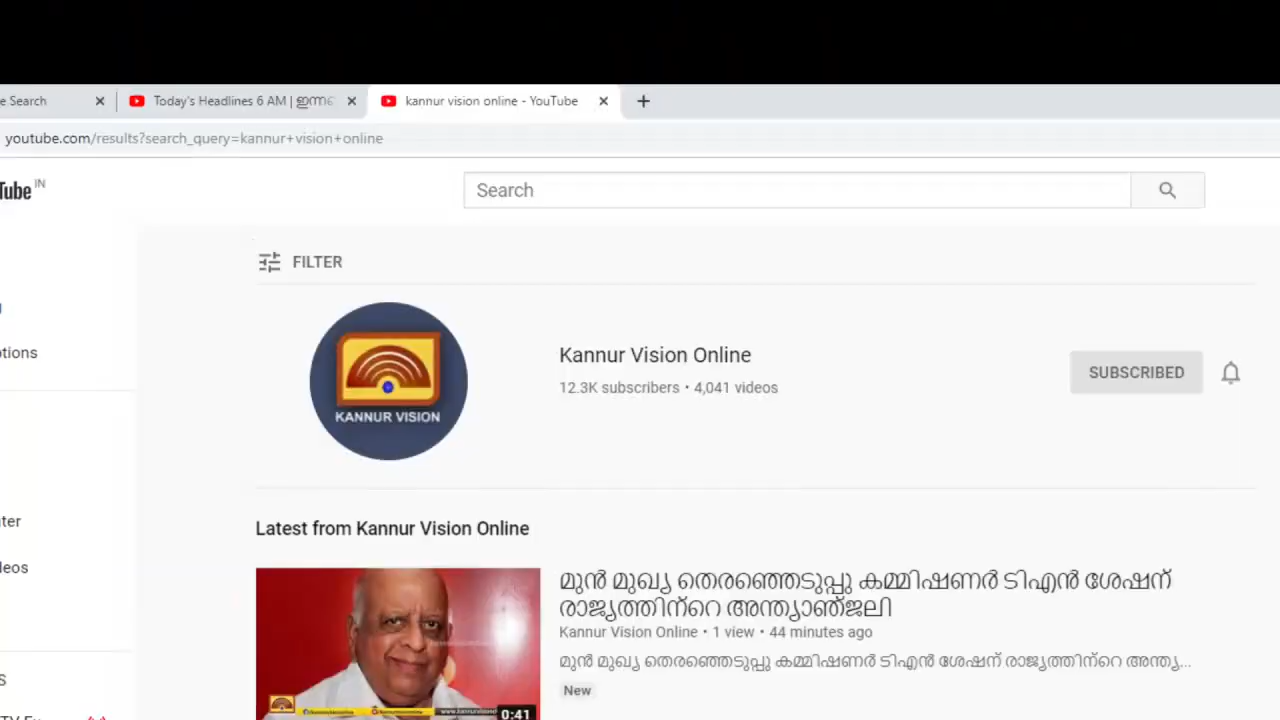 e Search
Today's Headlines 6 AM | ഇന്ന
kannur vision online - YouTube
youtube.com/results?search_query=kannur+vision+online
Tube IN
Search
FILTER
KANNUR VISION
Kannur Vision Online
12.3K subscribers • 4,041 videos
SUBSCRIBED
otions
Latest from Kannur Vision Online
uter
leos
മുൻ മുഖ്യ തെരഞ്ഞെടുപ്പു കമ്മിഷണർ ടിഎൻ ശേഷന്
രാജ്യത്തിന്റെ അന്ത്യാഞ്ജലി
Kannur Vision Online • 1 view • 44 minutes ago
മുൻ മുഖ്യ തെരഞ്ഞെടുപ്പു കമ്മിഷണർ ടിഎൻ ശേഷന് രാജ്യത്തിന്റെ അന്ത്യ...
New
S
0:41